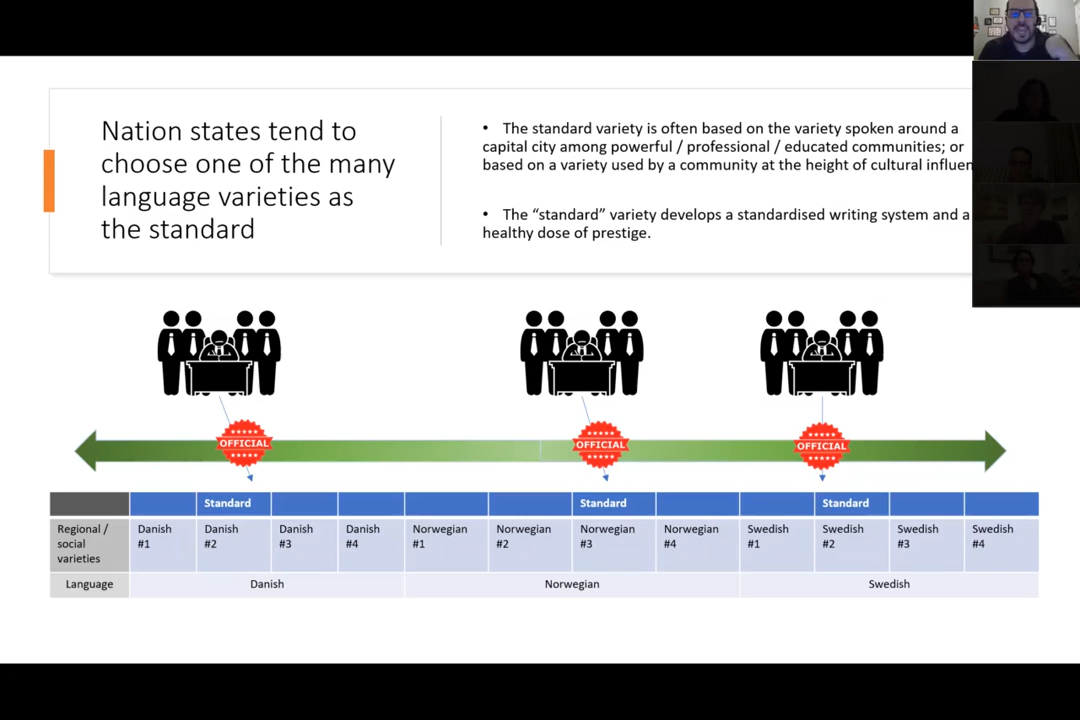 Nation states tend to
choose one of the many
language varieties as
the standard
• The standard variety is often based on the variety spoken around a
capital city among powerful / professional / educated communities; or
based on a variety used by a community at the height of cultural influen
• The “standard” variety develops a standardised writing system and a
healthy dose of prestige.
OFFICIAL
OFFICIAL
OFFICIAL
Standard Standard Standard
Regional / social varieties Danish #1 Danish #2 Danish #3 Danish #4 Norwegian #1 Norwegian #2 Norwegian #3 Norwegian #4 Swedish #1 Swedish #2 Swedish #3 Swedish #4
Language Danish Norwegian Swedish